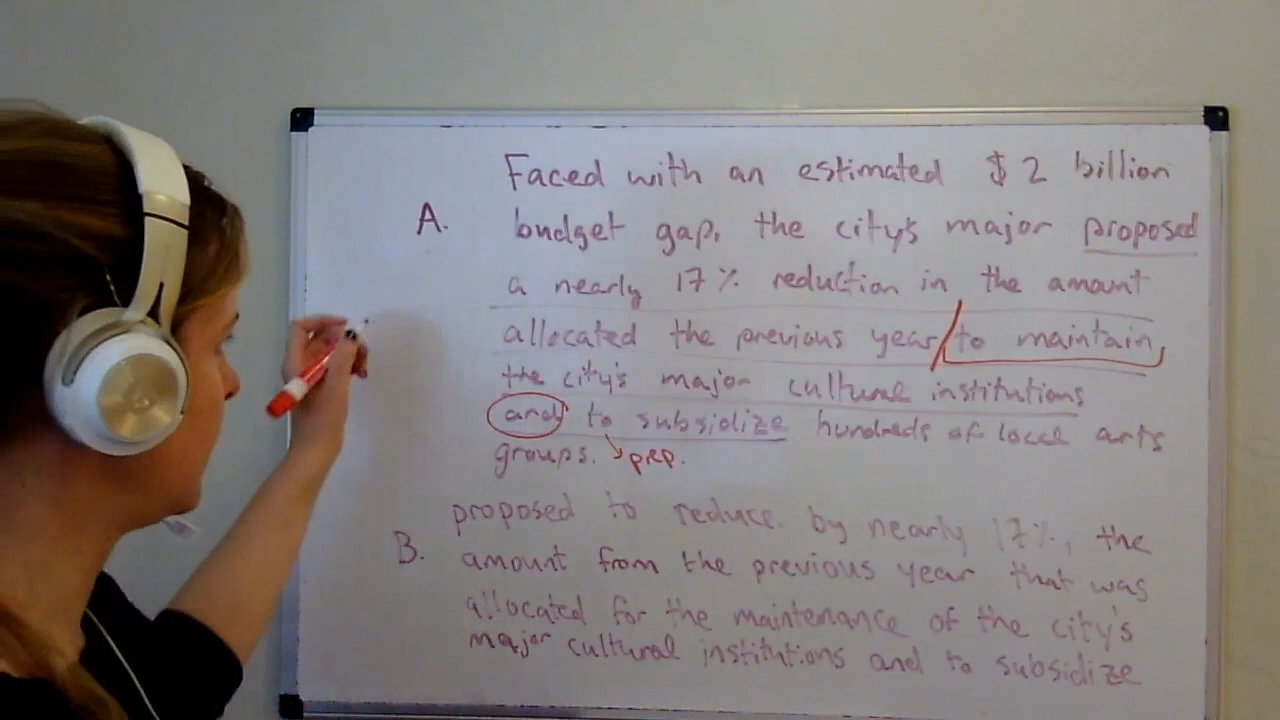 Faced with an estimated $2 billion
A. budget gap, the city's major proposed
a nearly 17% reduction in the amount
allocated the previous year to maintain
the city's major cultural institutions
and to subsidize hundreds of local arts
groups. prep.
proposed to reduce by nearly 17%, the
B. amount from the previous year that was
allocated for the maintenance of the city's
major cultural institutions and to subsidize